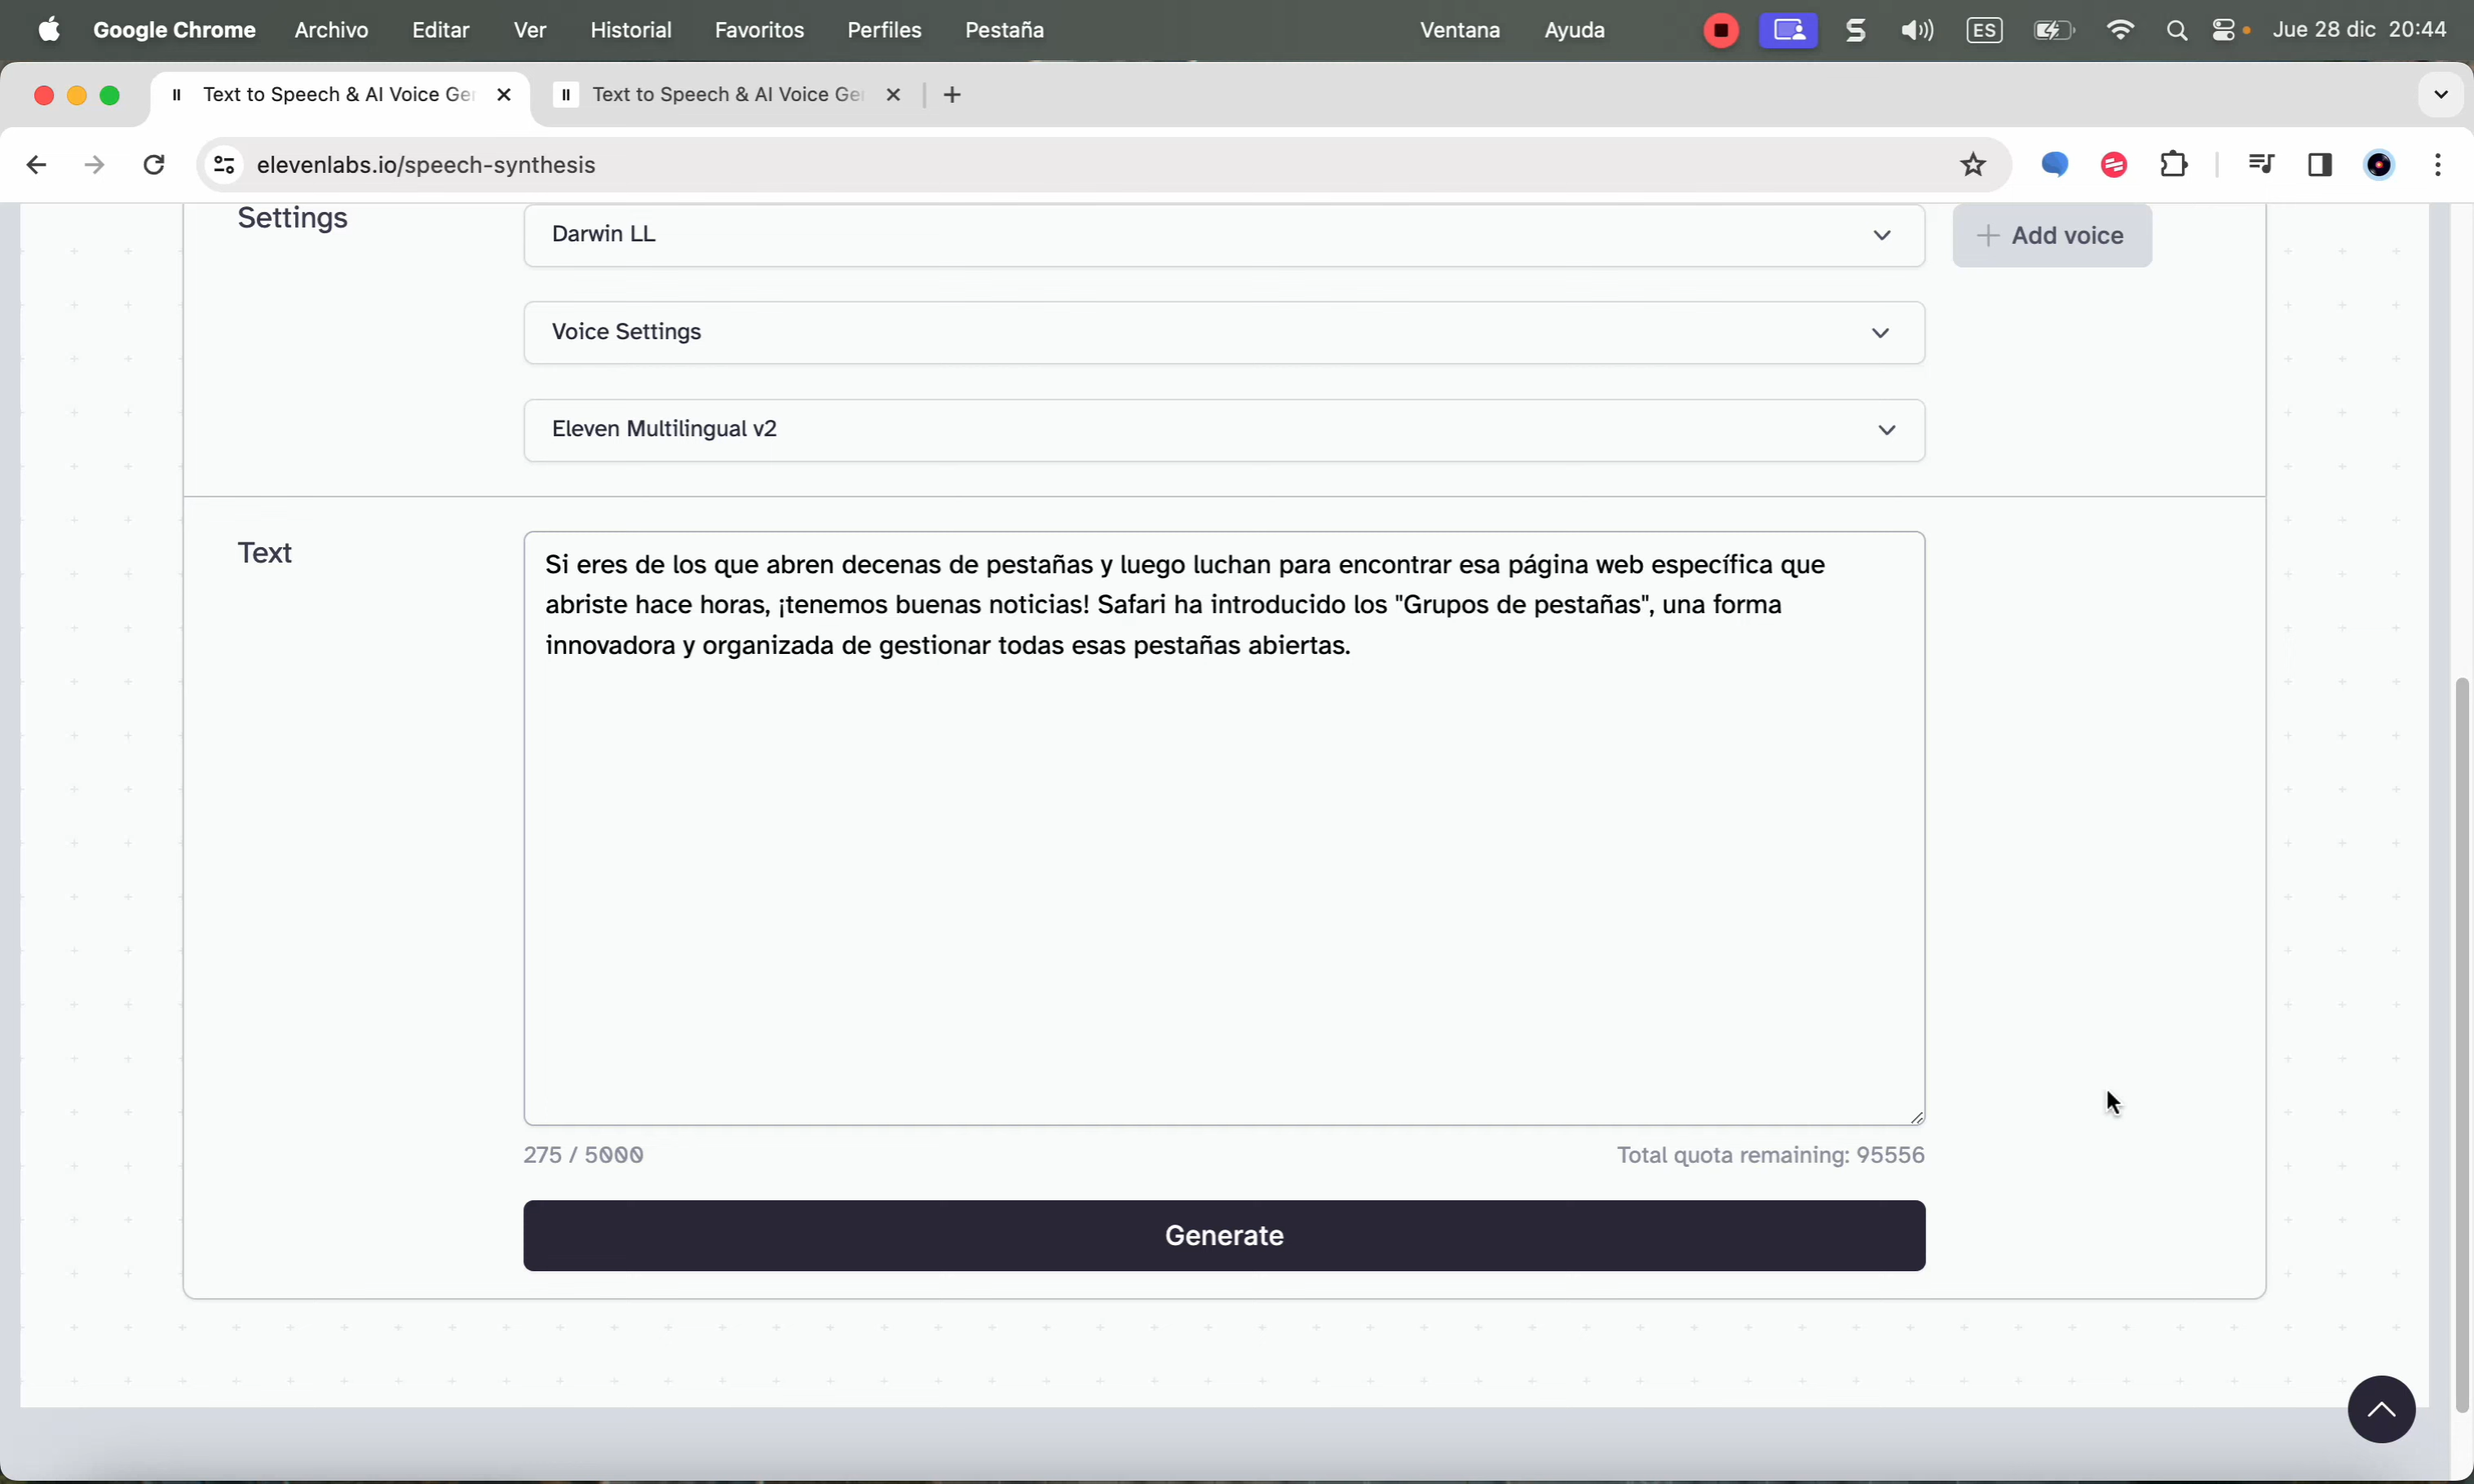 Google Chrome Archivo Editar Ver Historial Favoritos Perfiles Pestaña Ventana Ayuda ES Jue 28 dic 20:44
Text to Speech & AI Voice Ge Text to Speech & AI Voice Ge
elevenlabs.io/speech-synthesis
Settings
Darwin LL
Add voice
Voice Settings
Eleven Multilingual v2
Text
Si eres de los que abren decenas de pestañas y luego luchan para encontrar esa página web específica que
abriste hace horas, ¡tenemos buenas noticias! Safari ha introducido los "Grupos de pestañas", una forma
innovadora y organizada de gestionar todas esas pestañas abiertas.
275 / 5000
Total quota remaining: 95556
Generate